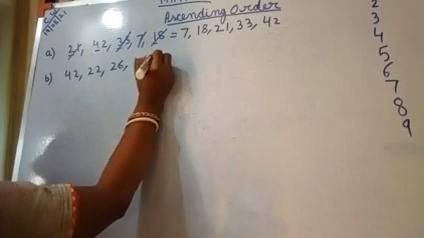 Ascending Order
a) 21, 42, 33, 7, 18 = 7, 18, 21, 33, 42
b) 42, 22, 26,
2
3
4
5
6
7
8
9